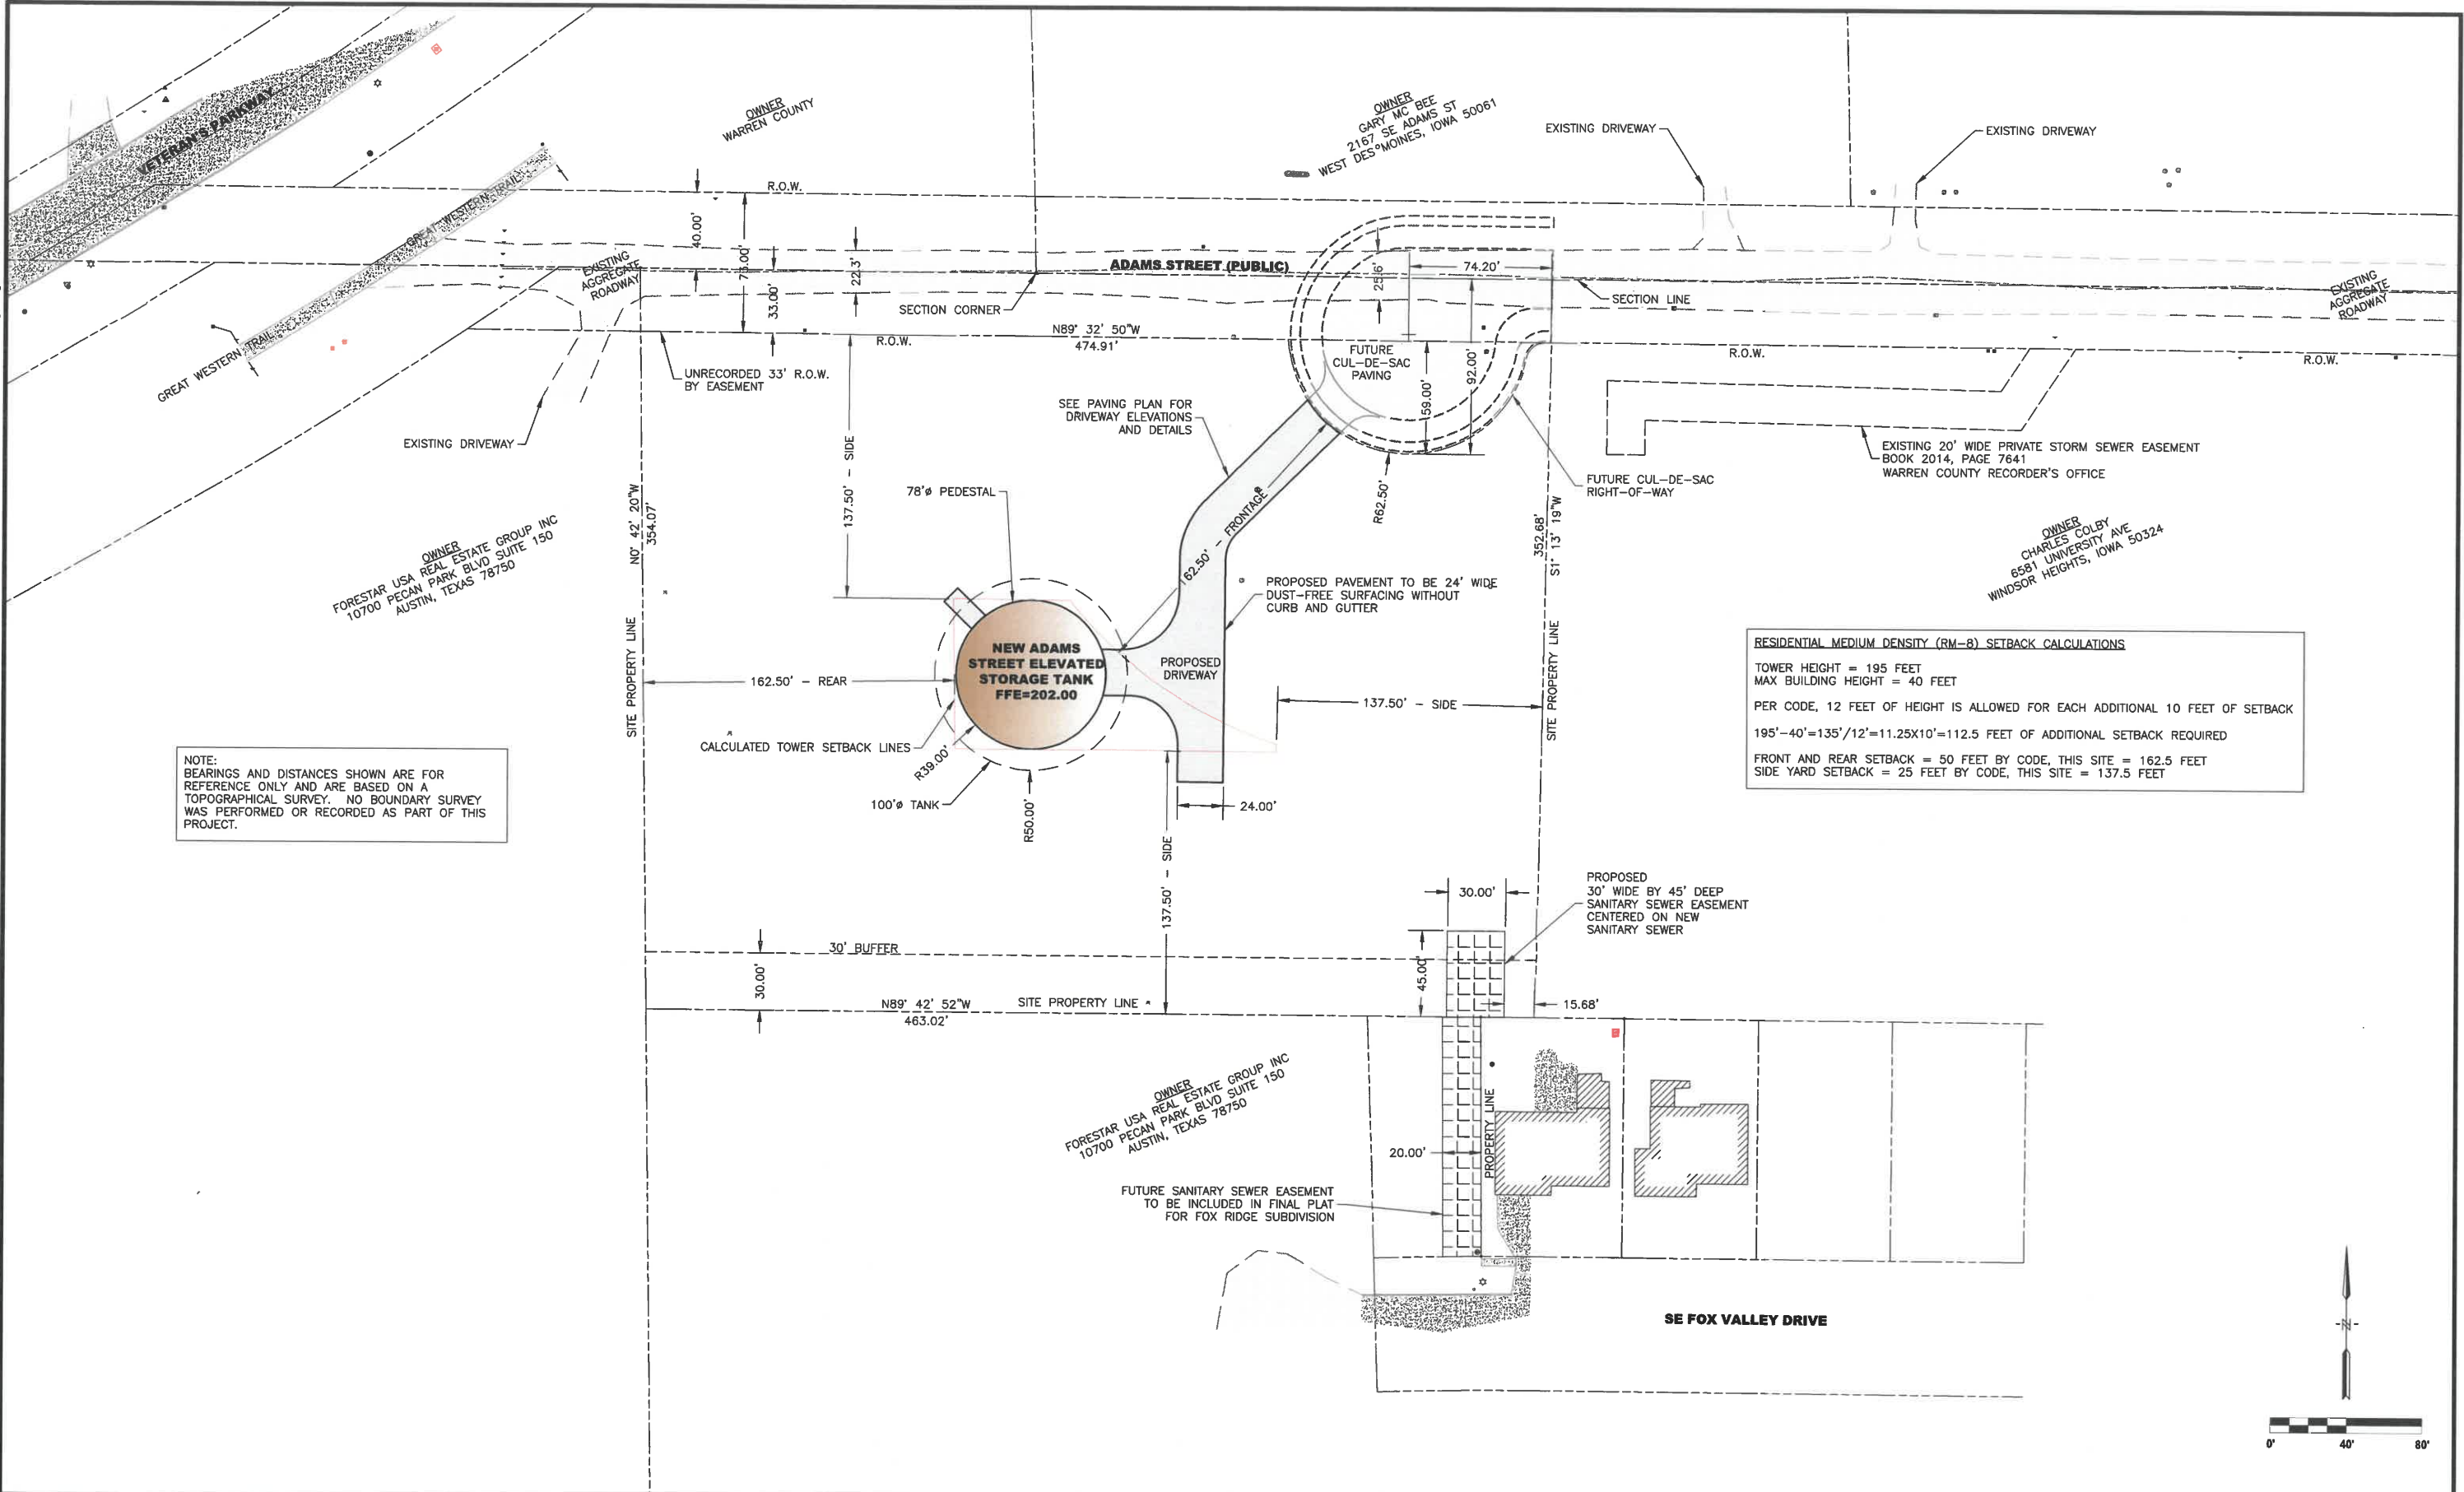 VETERAN'S PARKWAY
GREAT WESTERN TRAIL
GREAT WESTERN TRAIL
OWNER
WARREN COUNTY
OWNER
GARY MC BEE
2167 SE ADAMS ST
WEST DES MOINES, IOWA 50061
EXISTING DRIVEWAY
EXISTING DRIVEWAY
R.O.W.
40.00'
73.00'
33.00'
22.3'
EXISTING
AGGREGATE
ROADWAY
ADAMS STREET (PUBLIC)
SECTION CORNER
25.6'
74.20'
SECTION LINE
EXISTING
AGGREGATE
ROADWAY
N89° 32' 50"W
474.91'
R.O.W.
R.O.W.
R.O.W.
UNRECORDED 33' R.O.W.
BY EASEMENT
FUTURE
CUL-DE-SAC
PAVING
59.00'
92.00'
EXISTING DRIVEWAY
SEE PAVING PLAN FOR
DRIVEWAY ELEVATIONS
AND DETAILS
EXISTING 20' WIDE PRIVATE STORM SEWER EASEMENT
BOOK 2014, PAGE 7641
WARREN COUNTY RECORDER'S OFFICE
FUTURE CUL-DE-SAC
RIGHT-OF-WAY
R62.50'
137.50' - SIDE
78'ø PEDESTAL
162.50' - FRONTAGE
N0° 42' 20"W
354.07'
SITE PROPERTY LINE
352.68'
S1° 13' 19"W
SITE PROPERTY LINE
OWNER
FORESTAR USA REAL ESTATE GROUP INC
10700 PECAN PARK BLVD SUITE 150
AUSTIN, TEXAS 78750
OWNER
CHARLES COLBY
6581 UNIVERSITY AVE
WINDSOR HEIGHTS, IOWA 50324
PROPOSED PAVEMENT TO BE 24' WIDE
DUST-FREE SURFACING WITHOUT
CURB AND GUTTER
NEW ADAMS
STREET ELEVATED
STORAGE TANK
FFE=202.00
PROPOSED
DRIVEWAY
162.50' - REAR
137.50' - SIDE
CALCULATED TOWER SETBACK LINES
R39.00'
100'ø TANK
R50.00'
24.00'
137.50' - SIDE
RESIDENTIAL MEDIUM DENSITY (RM-8) SETBACK CALCULATIONS
TOWER HEIGHT = 195 FEET
MAX BUILDING HEIGHT = 40 FEET
PER CODE, 12 FEET OF HEIGHT IS ALLOWED FOR EACH ADDITIONAL 10 FEET OF SETBACK
195'-40'=135'/12'=11.25X10'=112.5 FEET OF ADDITIONAL SETBACK REQUIRED
FRONT AND REAR SETBACK = 50 FEET BY CODE, THIS SITE = 162.5 FEET
SIDE YARD SETBACK = 25 FEET BY CODE, THIS SITE = 137.5 FEET
NOTE:
BEARINGS AND DISTANCES SHOWN ARE FOR
REFERENCE ONLY AND ARE BASED ON A
TOPOGRAPHICAL SURVEY. NO BOUNDARY SURVEY
WAS PERFORMED OR RECORDED AS PART OF THIS
PROJECT.
30.00'
PROPOSED
30' WIDE BY 45' DEEP
SANITARY SEWER EASEMENT
CENTERED ON NEW
SANITARY SEWER
30' BUFFER
30.00'
45.00'
15.68'
N89° 42' 52"W
463.02'
SITE PROPERTY LINE
OWNER
FORESTAR USA REAL ESTATE GROUP INC
10700 PECAN PARK BLVD SUITE 150
AUSTIN, TEXAS 78750
20.00'
PROPERTY LINE
FUTURE SANITARY SEWER EASEMENT
TO BE INCLUDED IN FINAL PLAT
FOR FOX RIDGE SUBDIVISION
SE FOX VALLEY DRIVE
N
0' 40' 80'